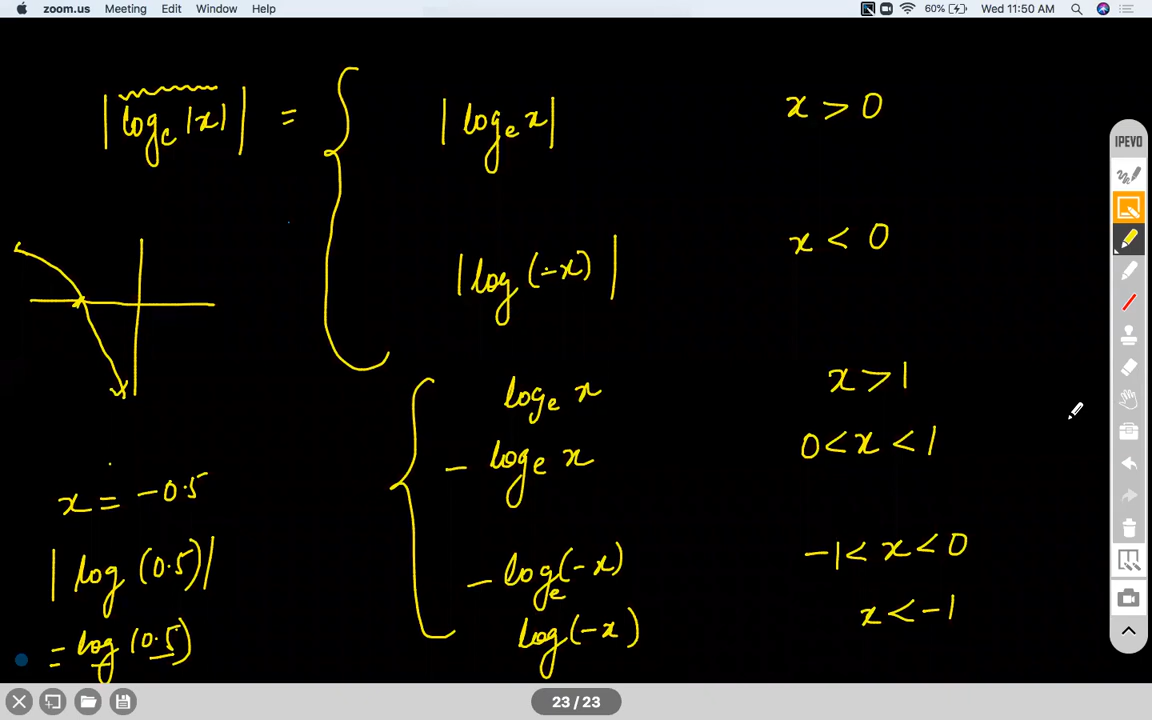 zoom.us Meeting Edit Window Help 60% Wed 11:50 AM
|logₑ|x|| = |logₑ x| x > 0
|log(-x)| x < 0
logₑ x x > 1
- logₑ x 0 < x < 1
- logₑ(-x) -1 < x < 0
log(-x) x < -1
x = -0.5
|log(0.5)|
= -log(0.5)
IPEVO
23 / 23